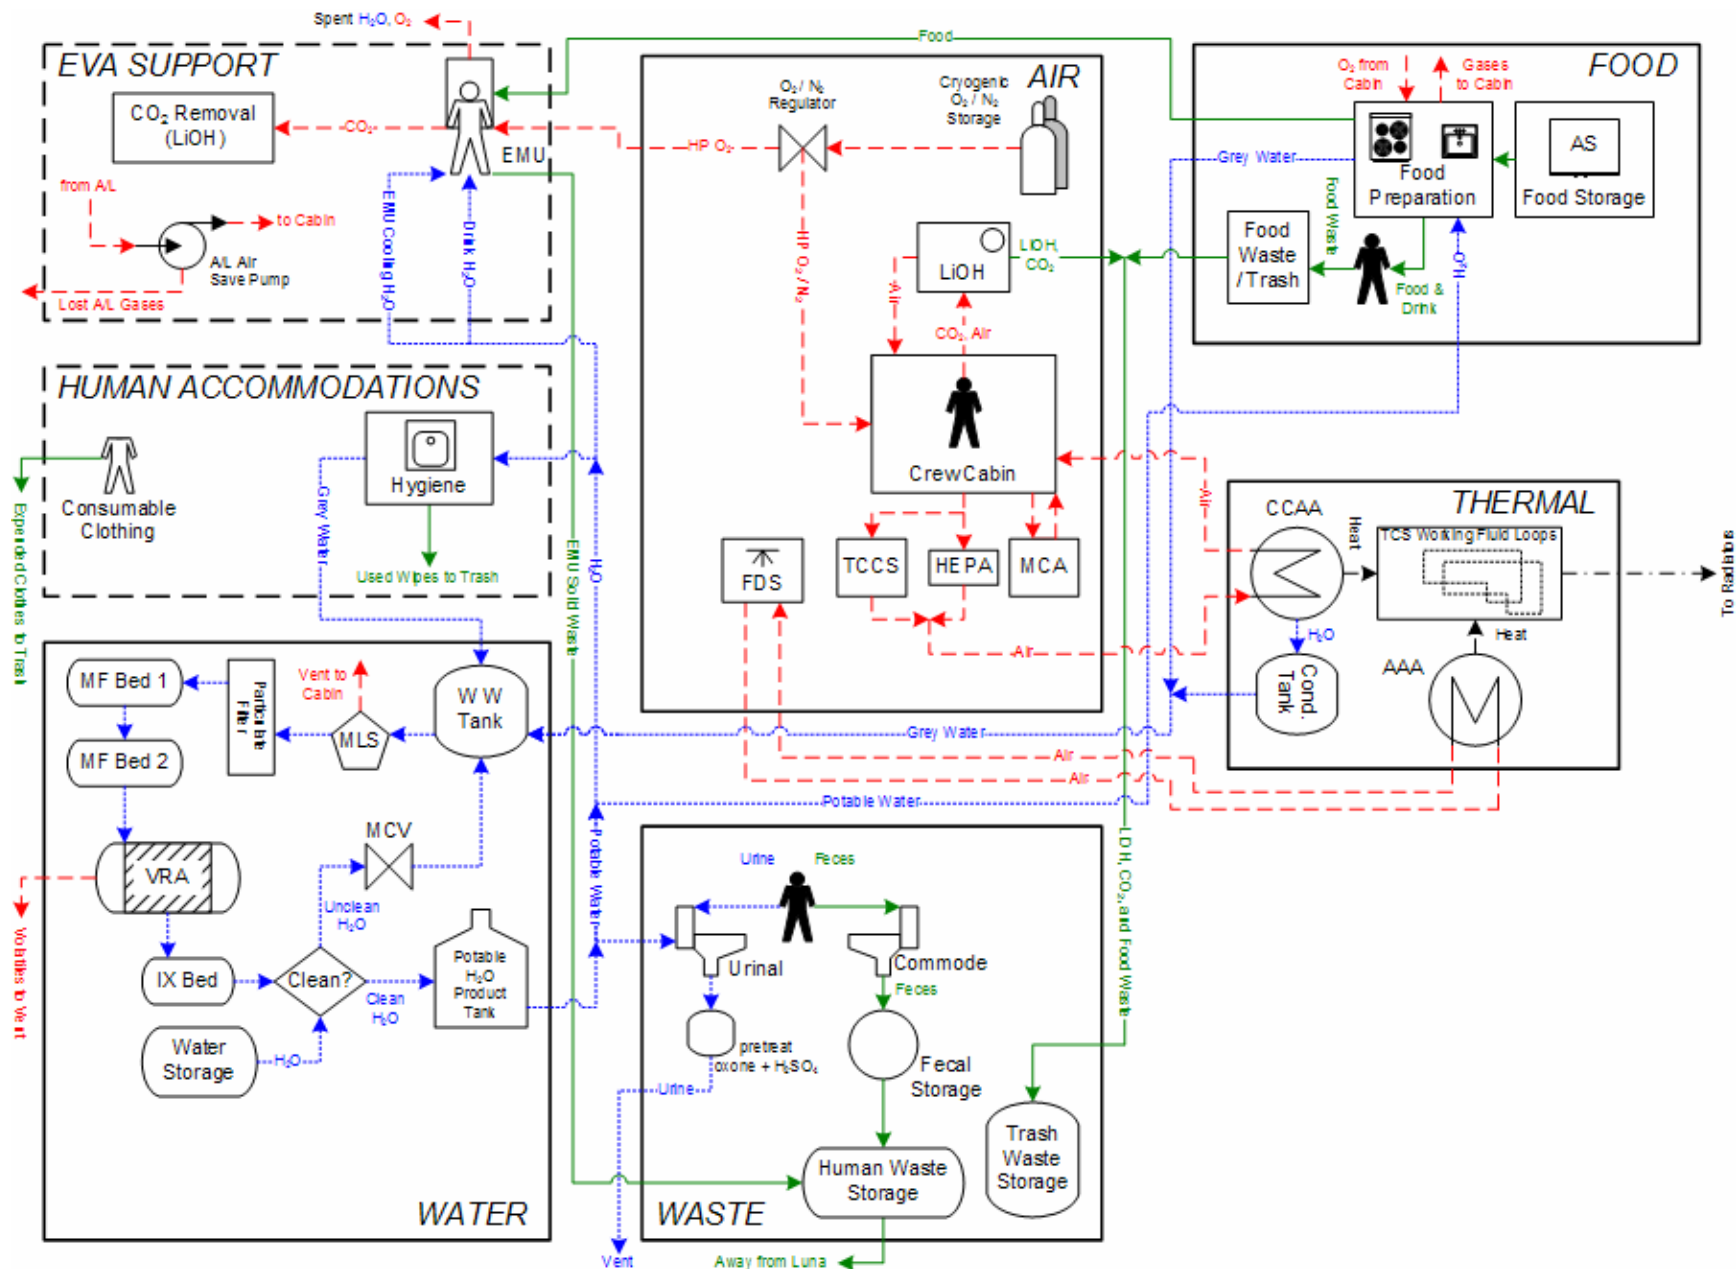 Spent H₂O, O₂
EVA SUPPORT
CO₂ Removal
(LiOH)
CO₂
EMU
from A/L
to Cabin
A/L Air
Save Pump
Lost A/L Gases
EMU Cooling H₂O
Drink H₂O
Food
HUMAN ACCOMMODATIONS
Consumable
Clothing
Hygiene
Grey Water
Used Wipes to Trash
Expended Clothes to Trash
H₂O
EMU Solid Waste
AIR
O₂ / N₂
Regulator
Cryogenic
O₂ / N₂
Storage
HP O₂
HP O₂ / N₂
LiOH
LiOH,
CO₂
Air
CO₂, Air
Crew Cabin
FDS
TCCS
HEPA
MCA
Air
FOOD
O₂ from
Cabin
Gases
to Cabin
Grey Water
Food
Preparation
AS
Food Storage
Food Waste
Food
Waste
/ Trash
Food &
Drink
H₂O
THERMAL
CCAA
Air
Heat
TCS Working Fluid Loops
To Radiators
H₂O
Heat
AAA
Cond.
Tank
Grey Water
Air
Air
Potable Water
WATER
MF Bed 1
MF Bed 2
Particulate
Filter
Vent to
Cabin
MLS
WW
Tank
MCV
VRA
Unclean
H₂O
IX Bed
Clean?
Clean
H₂O
Potable
H₂O
Product
Tank
Water
Storage
H₂O
Volatiles to Vent
Potable Water
WASTE
Urine
Feces
Urinal
Commode
Feces
pretreat
oxone + H₂SO₄
Urine
Fecal
Storage
Human Waste
Storage
Trash
Waste
Storage
LDH, CO₂, and Food Waste
Vent
Away from Luna